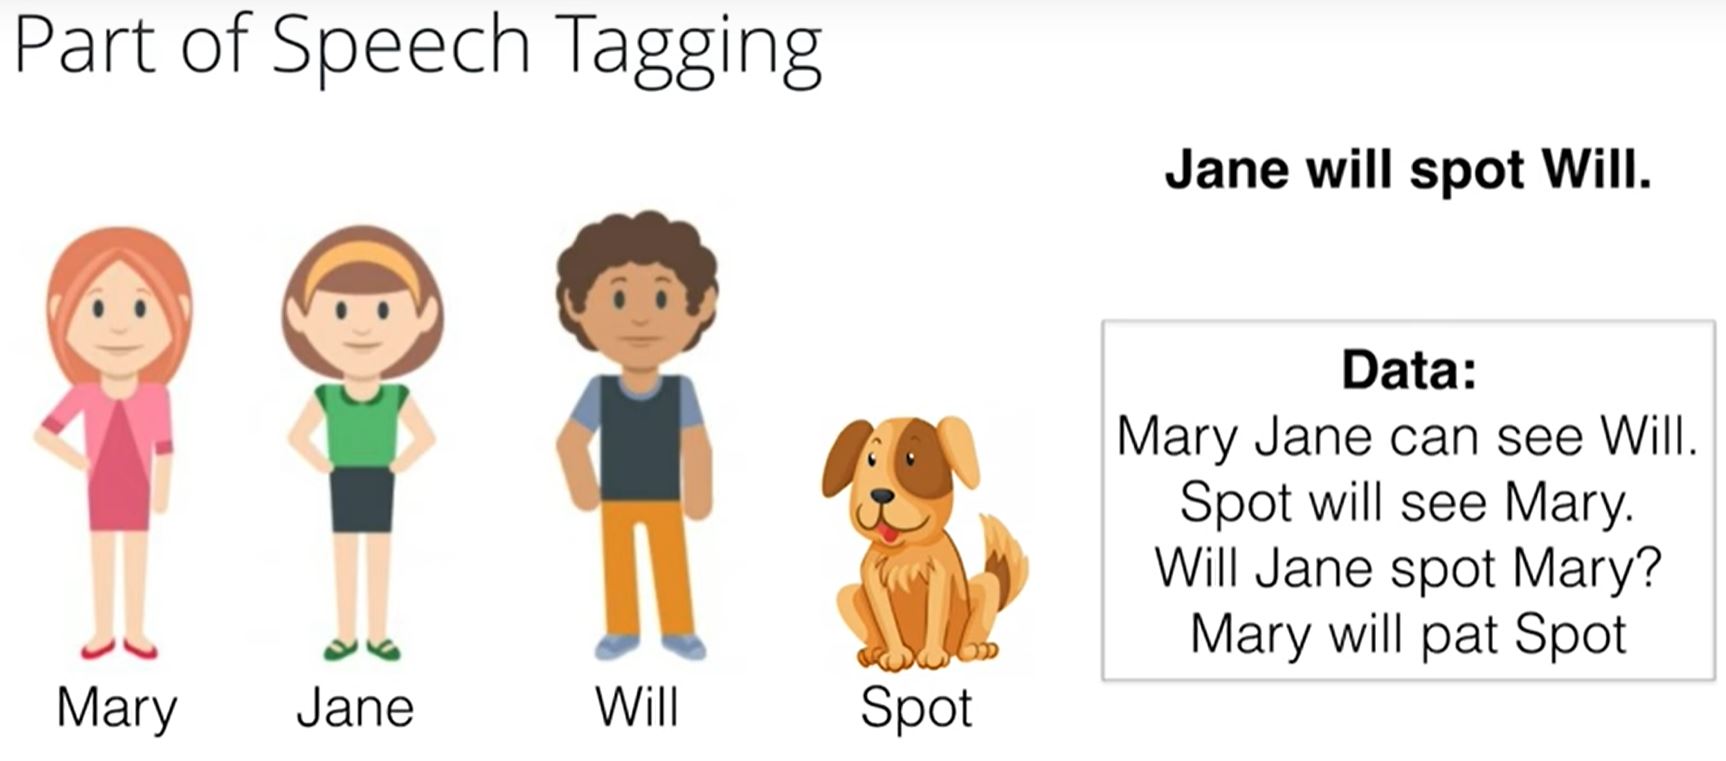 Part of Speech Tagging
Jane will spot Will.
Data:
Mary Jane can see Will.
Spot will see Mary.
Will Jane spot Mary?
Mary will pat Spot
Mary
Jane
Will
Spot